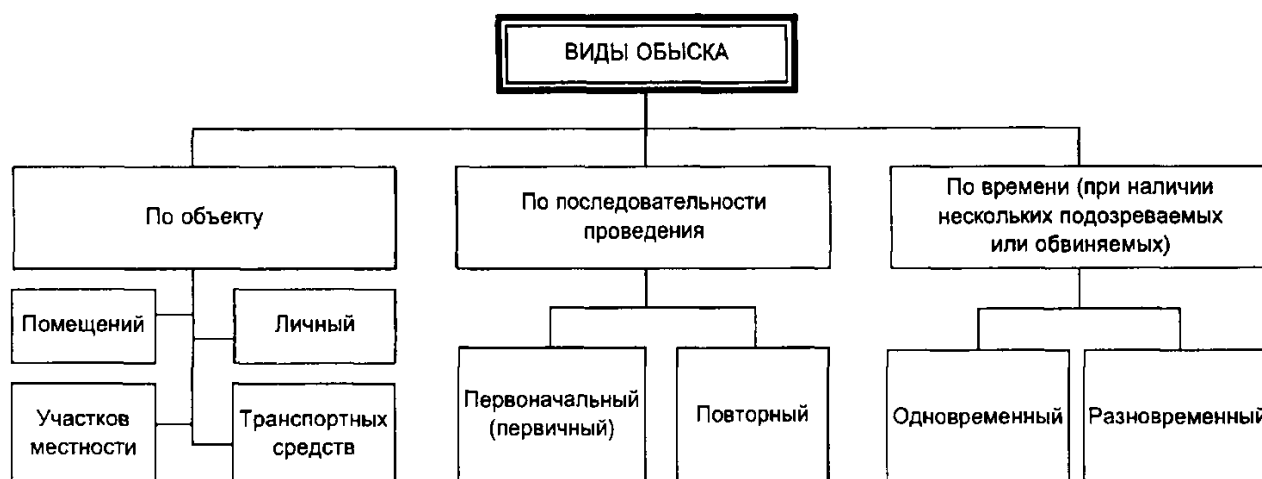 ВИДЫ ОБЫСКА
По объекту
По последовательности
проведения
По времени (при наличии
нескольких подозреваемых
или обвиняемых)
Помещений
Личный
Участков
местности
Транспортных
средств
Первоначальный
(первичный)
Повторный
Одновременный
Разновременный